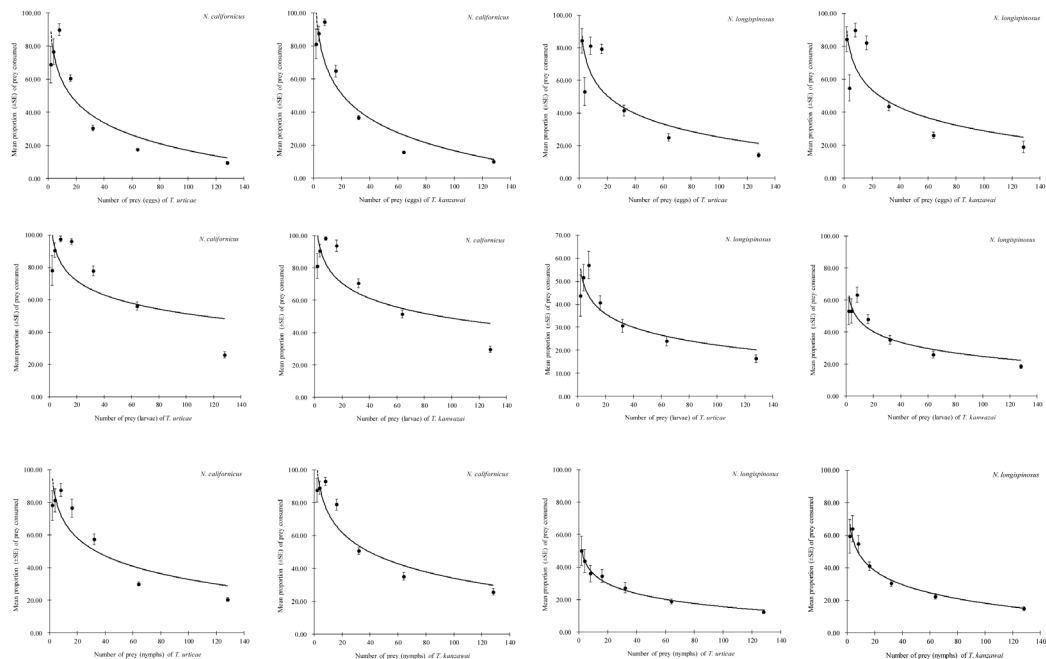 N. californicus
Mean proportion (±SE) of prey consumed
100.00
80.00
60.00
40.00
20.00
0.00
0 20 40 60 80 100 120 140
Number of prey (eggs) of T. urticae
N. californicus
Mean proportion (±SE) of prey consumed
100.00
80.00
60.00
40.00
20.00
0.00
0 20 40 60 80 100 120 140
Number of prey (eggs) of T. kanzawai
N. longispinosus
Mean proportion (±SE) of prey consumed
100.00
80.00
60.00
40.00
20.00
0.00
0 20 40 60 80 100 120 140
Number of prey (eggs) of T. urticae
N. longispinosus
Mean proportion (±SE) of prey consumed
100.00
80.00
60.00
40.00
20.00
0.00
0 20 40 60 80 100 120 140
Number of prey (eggs) of T. kanzawai
N. californicus
Mean proportion (±SE) of prey consumed
100.00
80.00
60.00
40.00
20.00
0.00
0 20 40 60 80 100 120 140
Number of prey (larvae) of T. urticae
N. calfornicus
Mean proportion (±SE) of prey consumed
100.00
80.00
60.00
40.00
20.00
0.00
0 20 40 60 80 100 120 140
Number of prey (larvae) of T. kanwazai
N. longispinosus
Mean proportion (±SE) of prey consumed
70.00
60.00
50.00
40.00
30.00
20.00
10.00
0.00
0 20 40 60 80 100 120 140
Number of prey (larvae) of T. urticae
N. longispinosus
Mean proportion (±SE) of prey consumed
100.00
80.00
60.00
40.00
20.00
0.00
0 20 40 60 80 100 120 140
Number of prey (larvae) of T. kanwazai
N. californicus
Mean proportion (±SE) of prey consumed
100.00
80.00
60.00
40.00
20.00
0.00
0 20 40 60 80 100 120 140
Number of prey (nymphs) of T. urticae
N. californicus
Mean proportion (±SE) of prey consumed
100.00
80.00
60.00
40.00
20.00
0.00
0 20 40 60 80 100 120 140
Number of prey (nymphs) of T. kanzawai
N. longispinosus
Mean proportion (±SE) of prey consumed
100.00
80.00
60.00
40.00
20.00
0.00
0 20 40 60 80 100 120 140
Number of prey (nymphs) of T. urticae
N. longispinosus
Mean proportion (±SE) of prey consumed
100.00
80.00
60.00
40.00
20.00
0.00
0 20 40 60 80 100 120 140
Number of prey (nymphs) of T. kanzawai